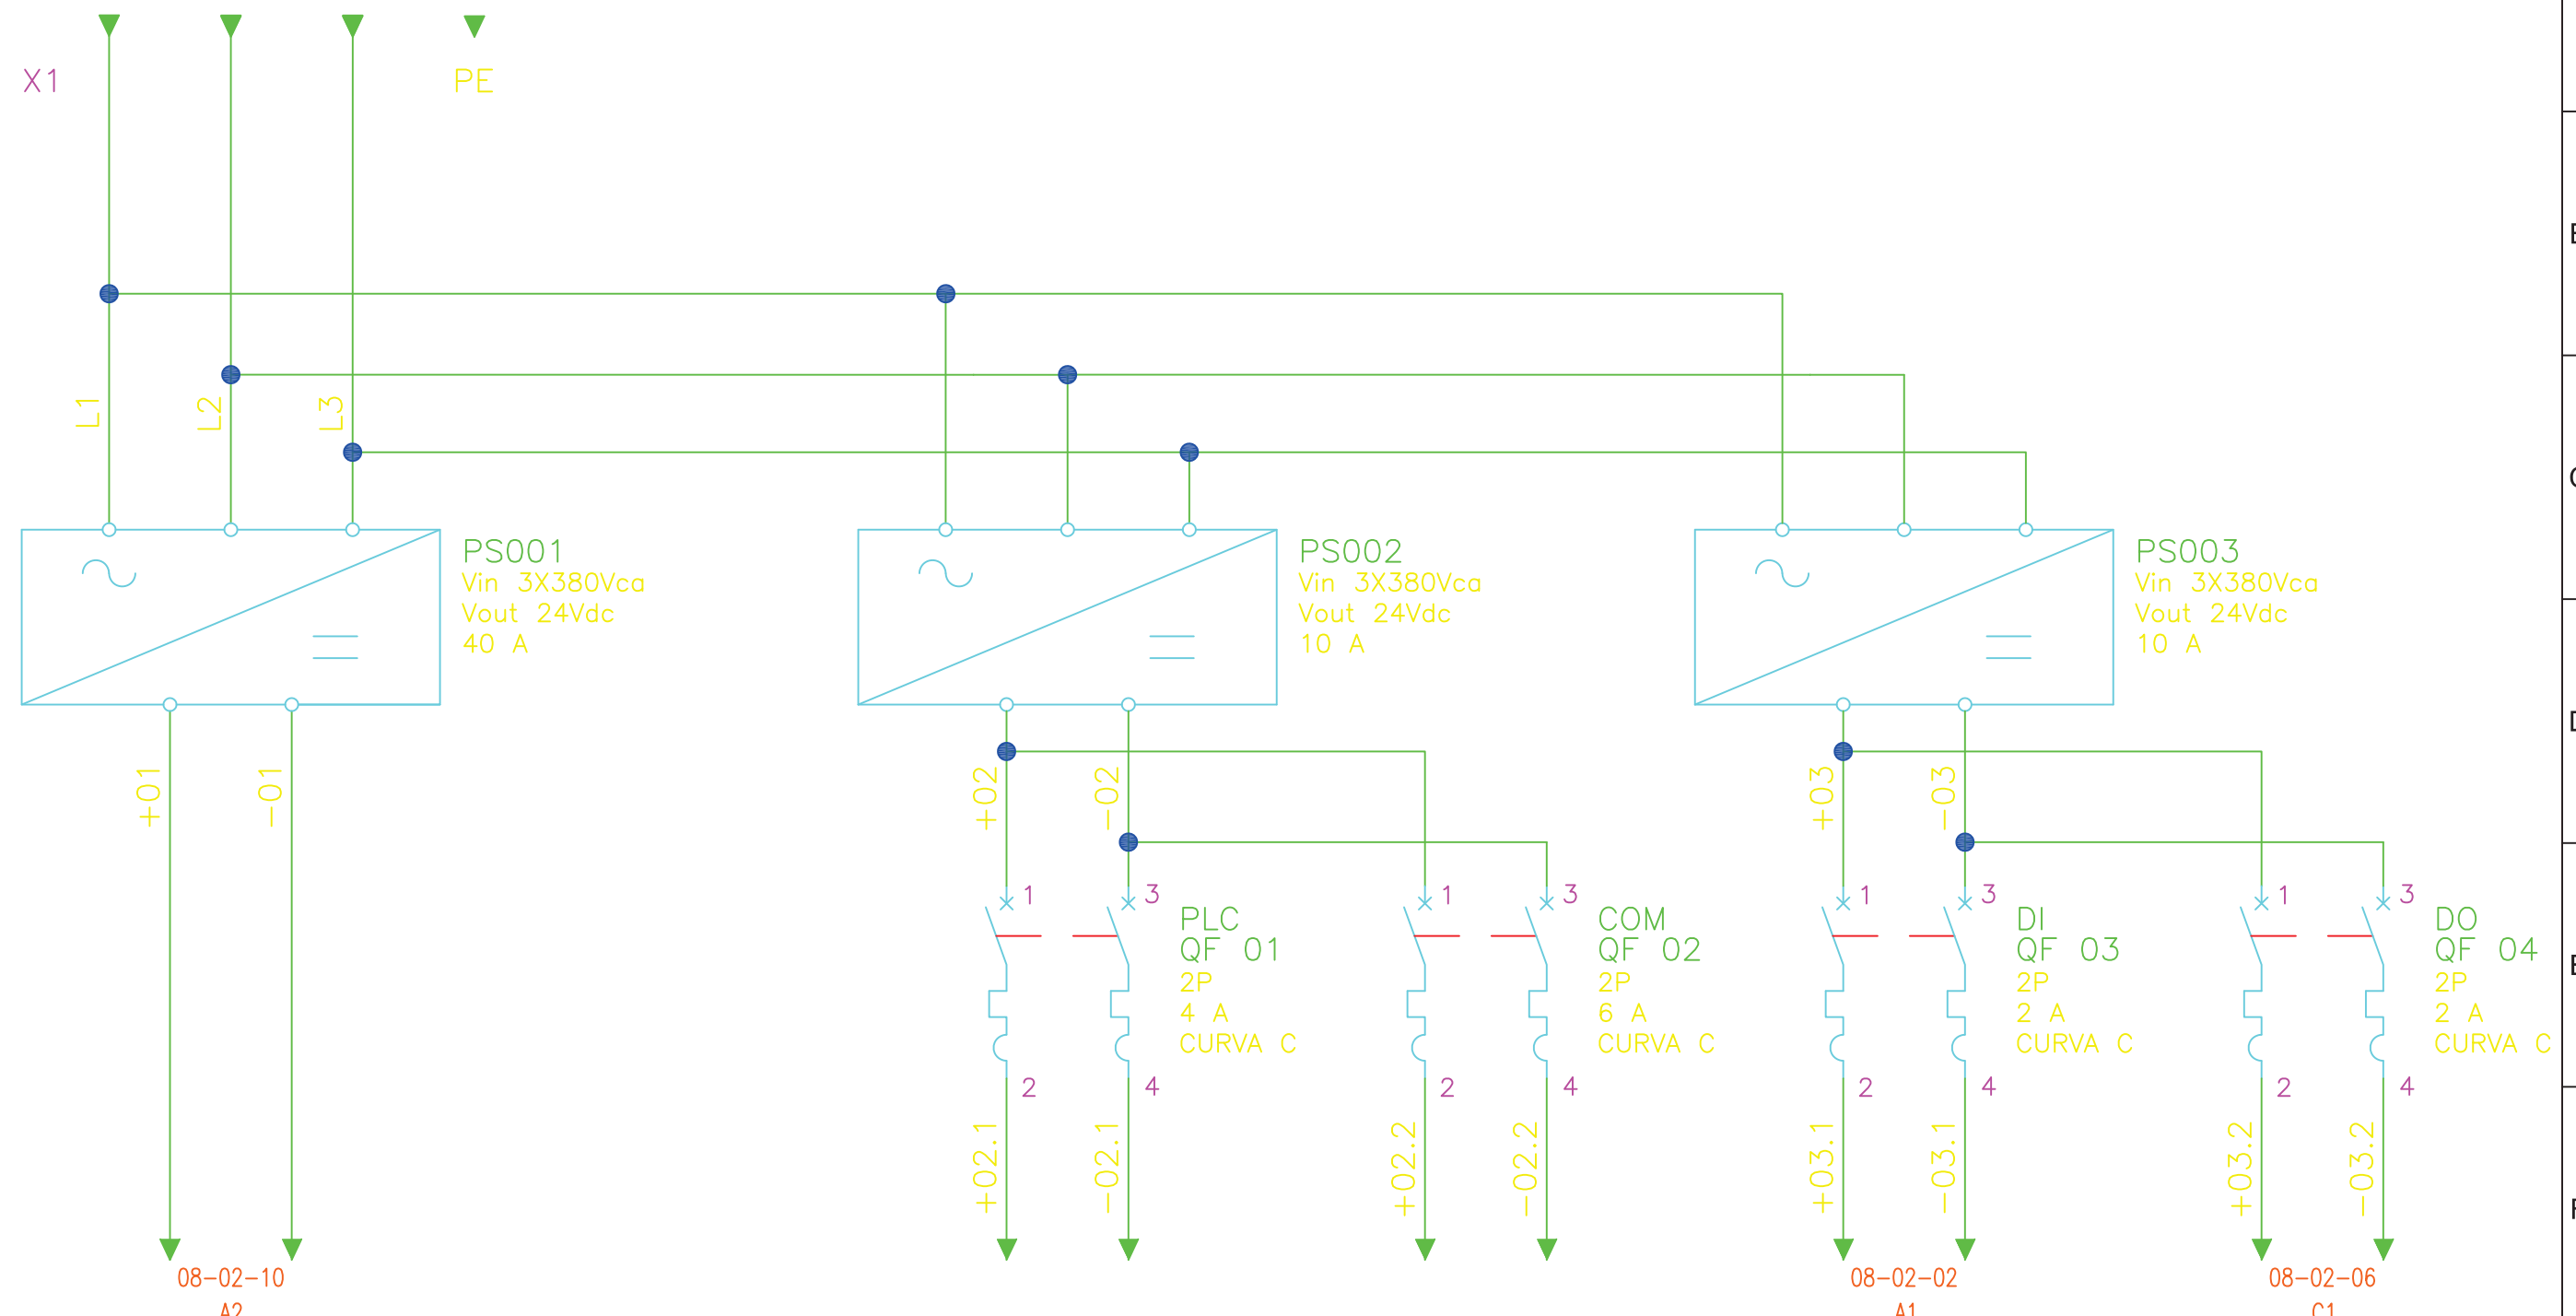 X1
PE
L1
L2
L3
PS001
Vin 3X380Vca
Vout 24Vdc
40 A
PS002
Vin 3X380Vca
Vout 24Vdc
10 A
PS003
Vin 3X380Vca
Vout 24Vdc
10 A
+01
-01
+02
-02
+03
-03
1
3
PLC
QF 01
2P
4 A
CURVA C
2
4
1
3
COM
QF 02
2P
6 A
CURVA C
2
4
1
3
DI
QF 03
2P
2 A
CURVA C
2
4
1
3
DO
QF 04
2P
2 A
CURVA C
2
4
+02.1
-02.1
+02.2
-02.2
+03.1
-03.1
+03.2
-03.2
08-02-10
A2
08-02-02
A1
08-02-06
C1